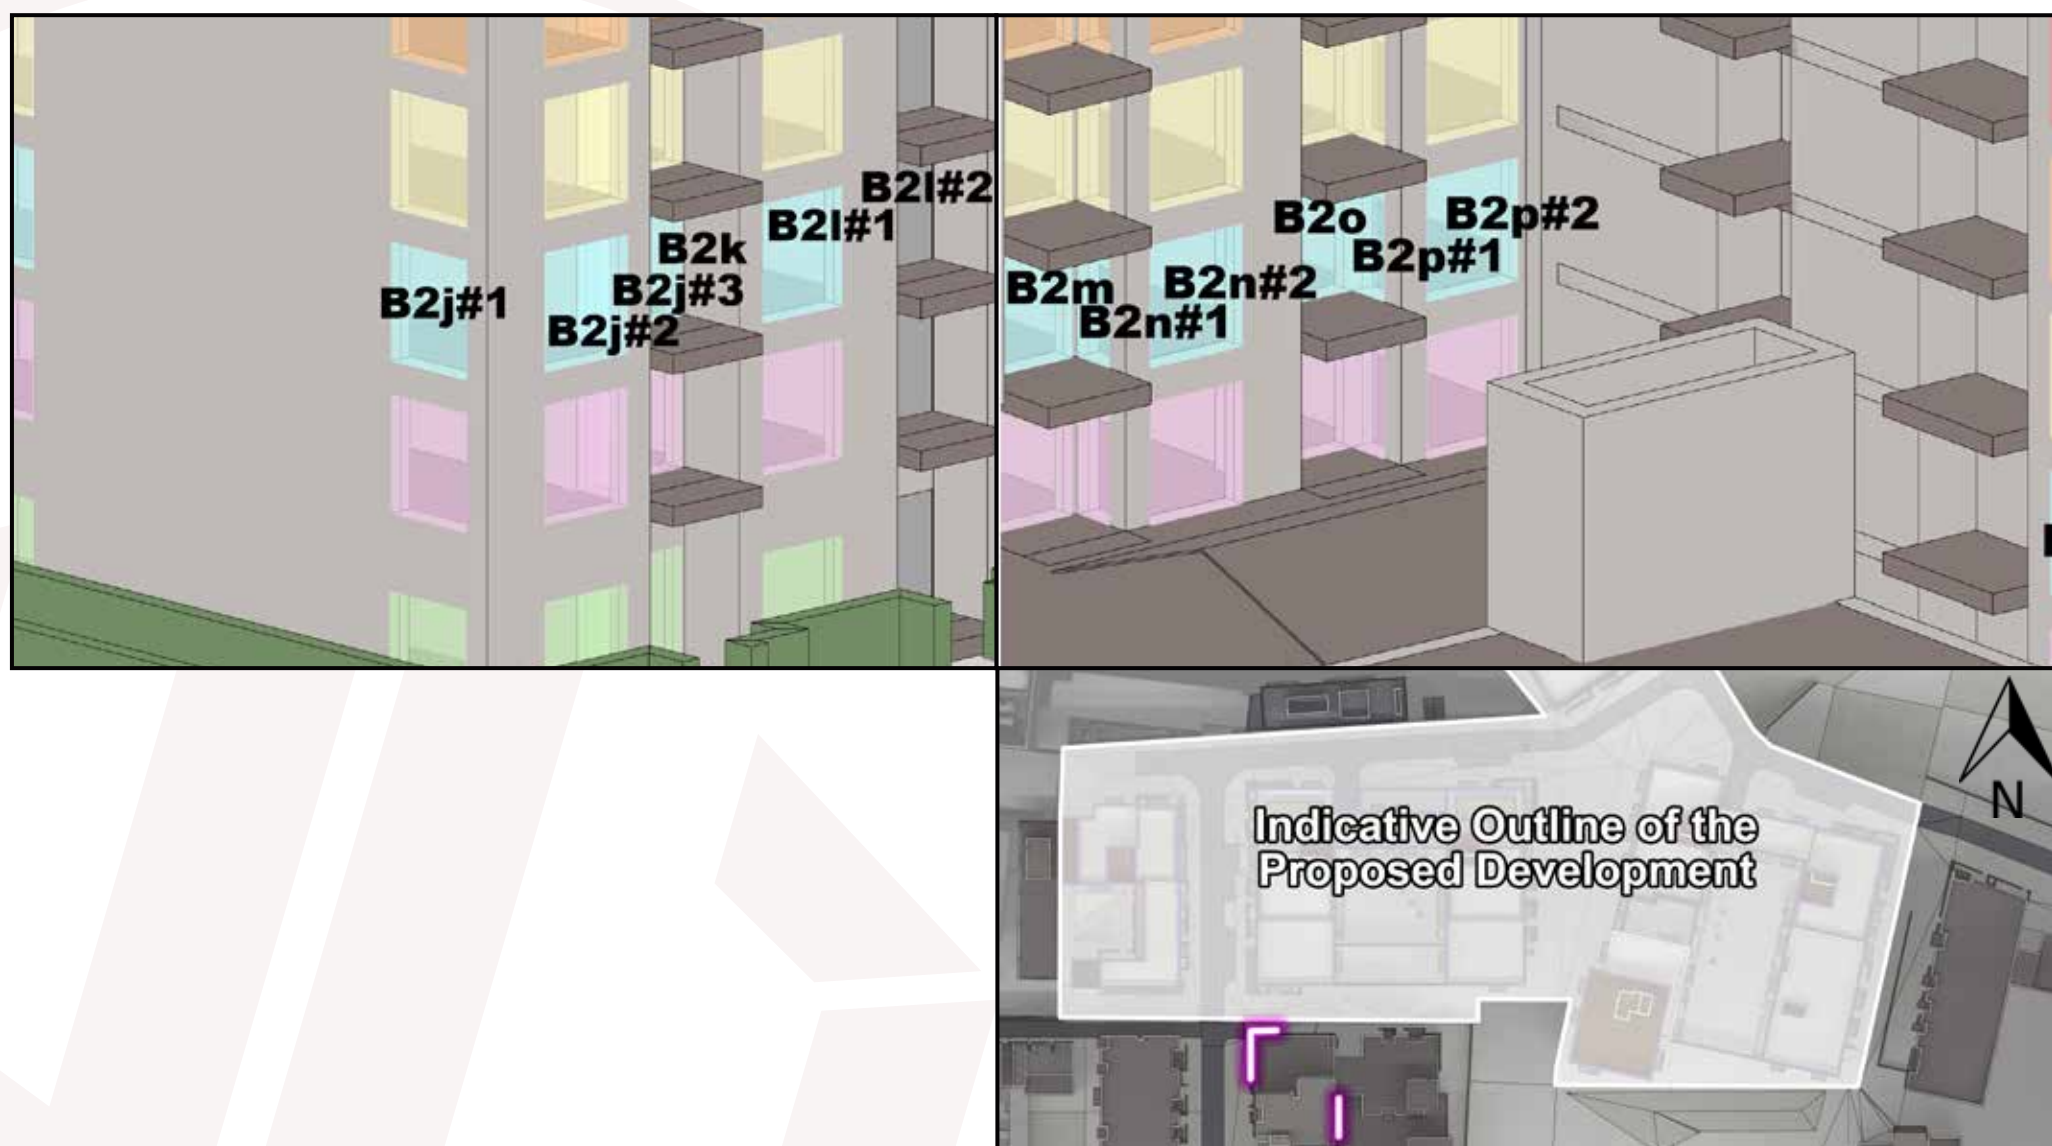 B2l#2
B2l#1
B2k
B2j#3
B2j#1
B2j#2
B2p#2
B2o
B2p#1
B2n#2
B2m
B2n#1
Indicative Outline of the
Proposed Development
N